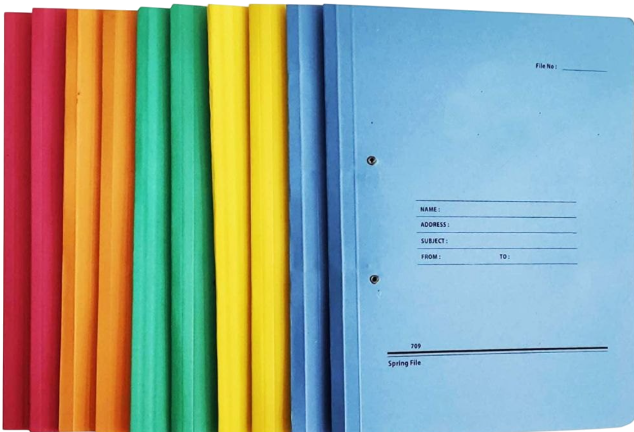 File No :
NAME :
ADDRESS :
SUBJECT :
FROM : TO :
709
Spring File